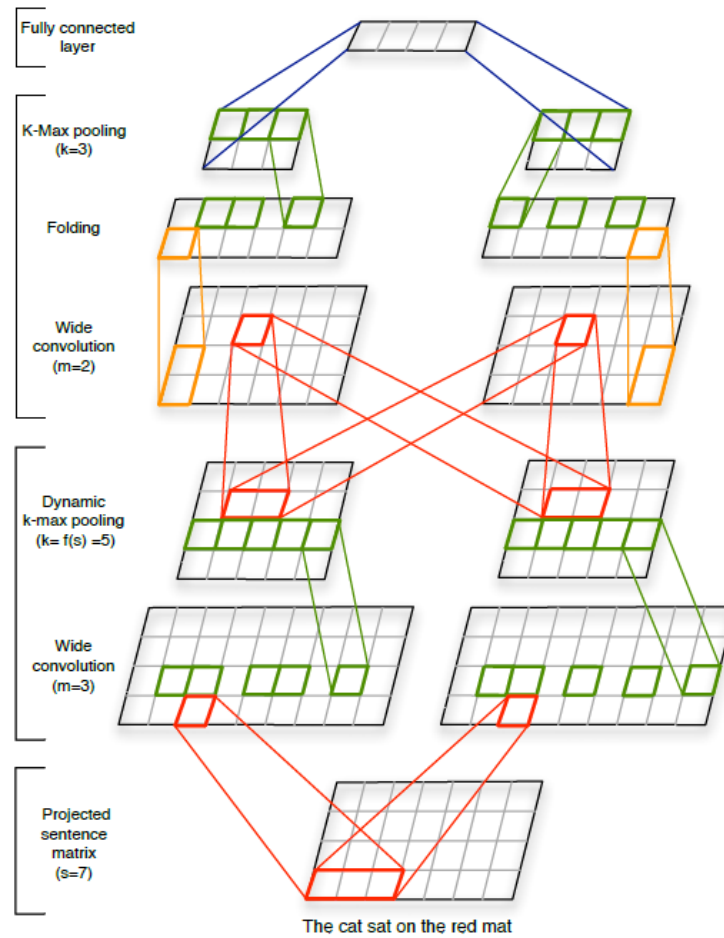 Fully connected
layer
K-Max pooling
(k=3)
Folding
Wide
convolution
(m=2)
Dynamic
k-max pooling
(k= f(s) =5)
Wide
convolution
(m=3)
Projected
sentence
matrix
(s=7)
The cat sat on the red mat